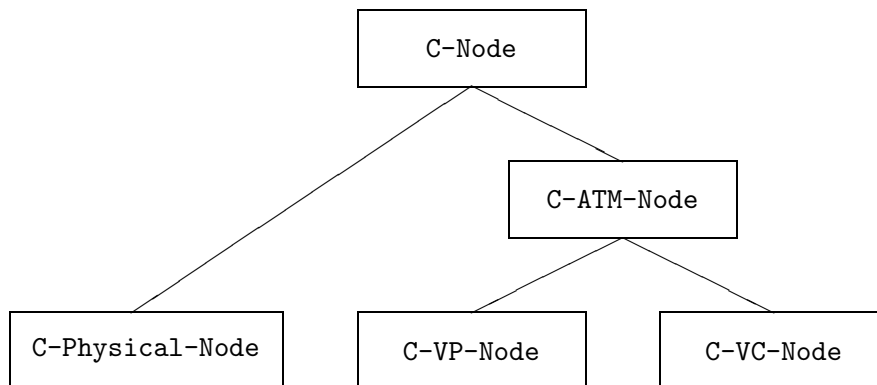 C-Node
C-ATM-Node
C-Physical-Node
C-VP-Node
C-VC-Node